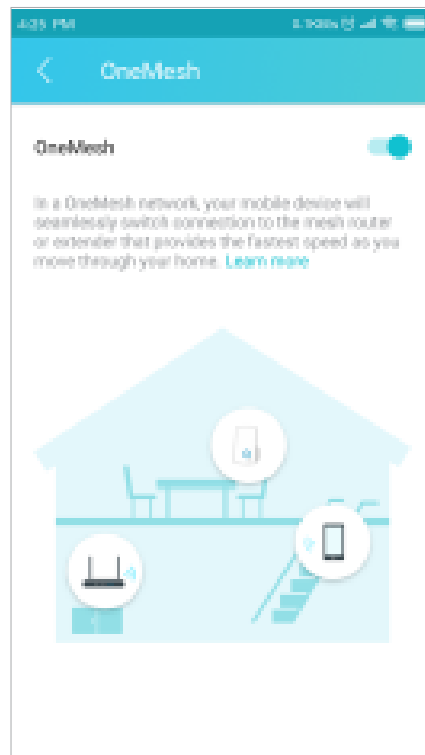 4:25 PM
OneMesh
OneMesh
In a OneMesh network, your mobile device will
seamlessly switch connection to the mesh router
or extender that provides the fastest speed as you
move through your home. Learn more